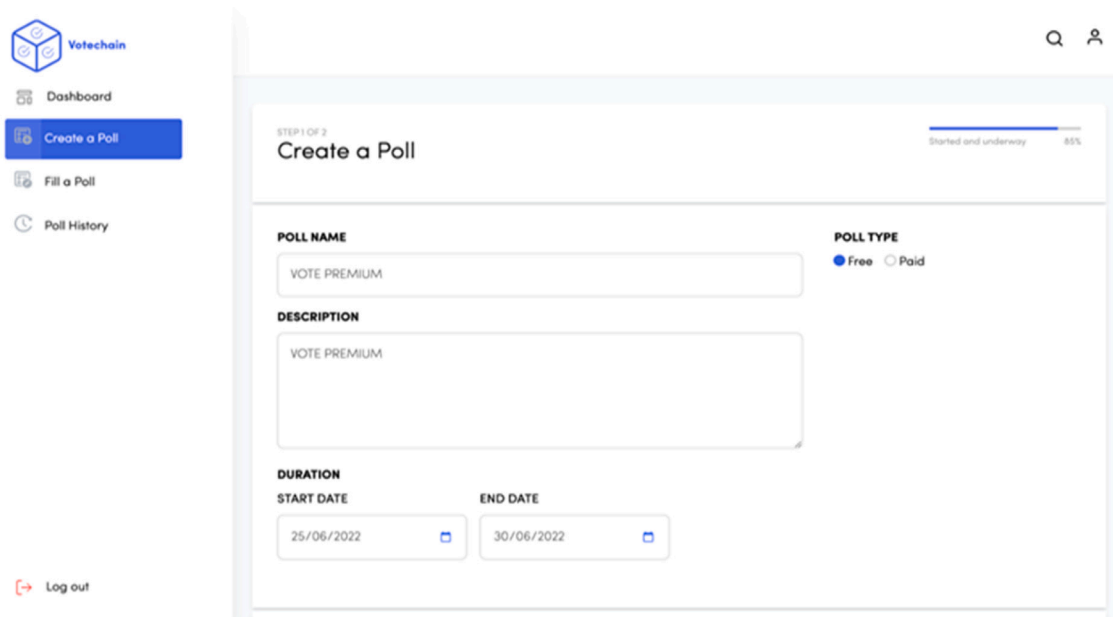 Votechain
Dashboard
Create a Poll
Fill a Poll
Poll History
Log out
STEP 1 OF 2
Create a Poll
Started and underway 85%
POLL NAME
VOTE PREMIUM
DESCRIPTION
VOTE PREMIUM
DURATION
START DATE END DATE
25/06/2022 30/06/2022
POLL TYPE
Free Paid